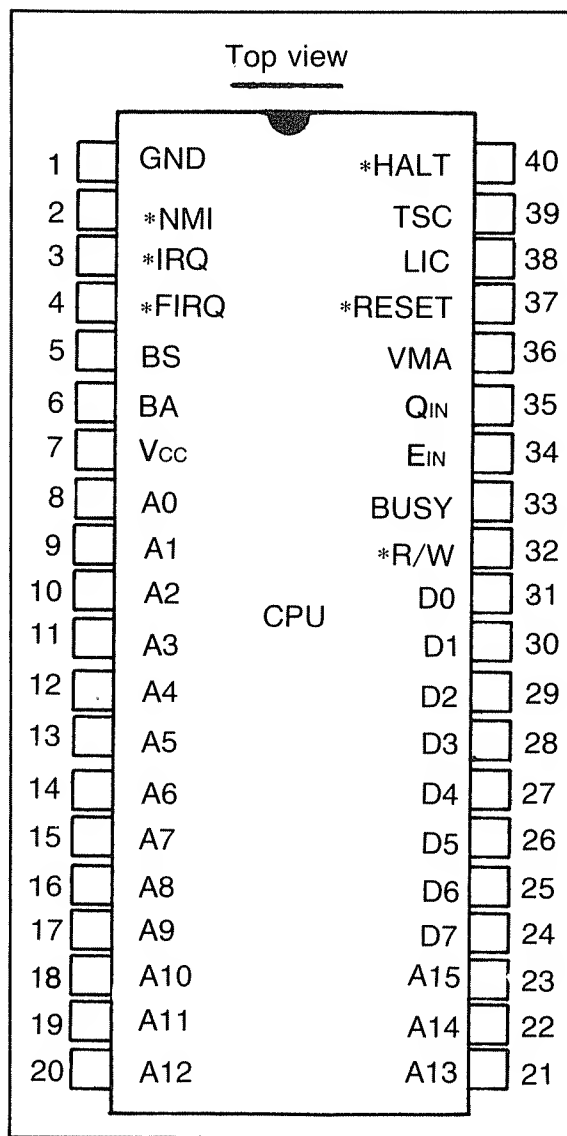 Top view
1 GND *HALT 40
2 *NMI TSC 39
3 *IRQ LIC 38
4 *FIRQ *RESET 37
5 BS VMA 36
6 BA QIN 35
7 VCC EIN 34
8 A0 BUSY 33
9 A1 *R/W 32
10 A2 D0 31
CPU
11 A3 D1 30
12 A4 D2 29
13 A5 D3 28
14 A6 D4 27
15 A7 D5 26
16 A8 D6 25
17 A9 D7 24
18 A10 A15 23
19 A11 A14 22
20 A12 A13 21